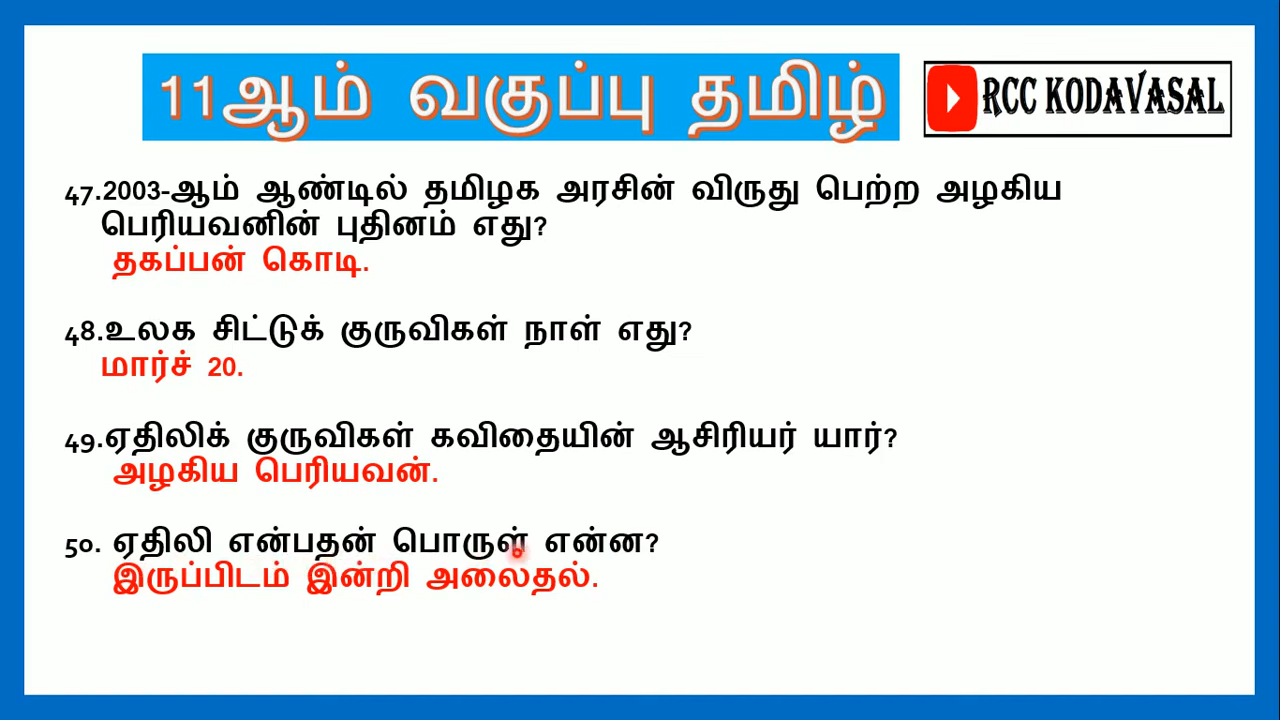 11ஆம் வகுப்பு தமிழ்
RCC KODAVASAL
47.2003-ஆம் ஆண்டில் தமிழக அரசின் விருது பெற்ற அழகிய
பெரியவனின் புதினம் எது?
தகப்பன் கொடி.
48.உலக சிட்டுக் குருவிகள் நாள் எது?
மார்ச் 20.
49.ஏதிலிக் குருவிகள் கவிதையின் ஆசிரியர் யார்?
அழகிய பெரியவன்.
50. ஏதிலி என்பதன் பொருள் என்ன?
இருப்பிடம் இன்றி அலைதல்.